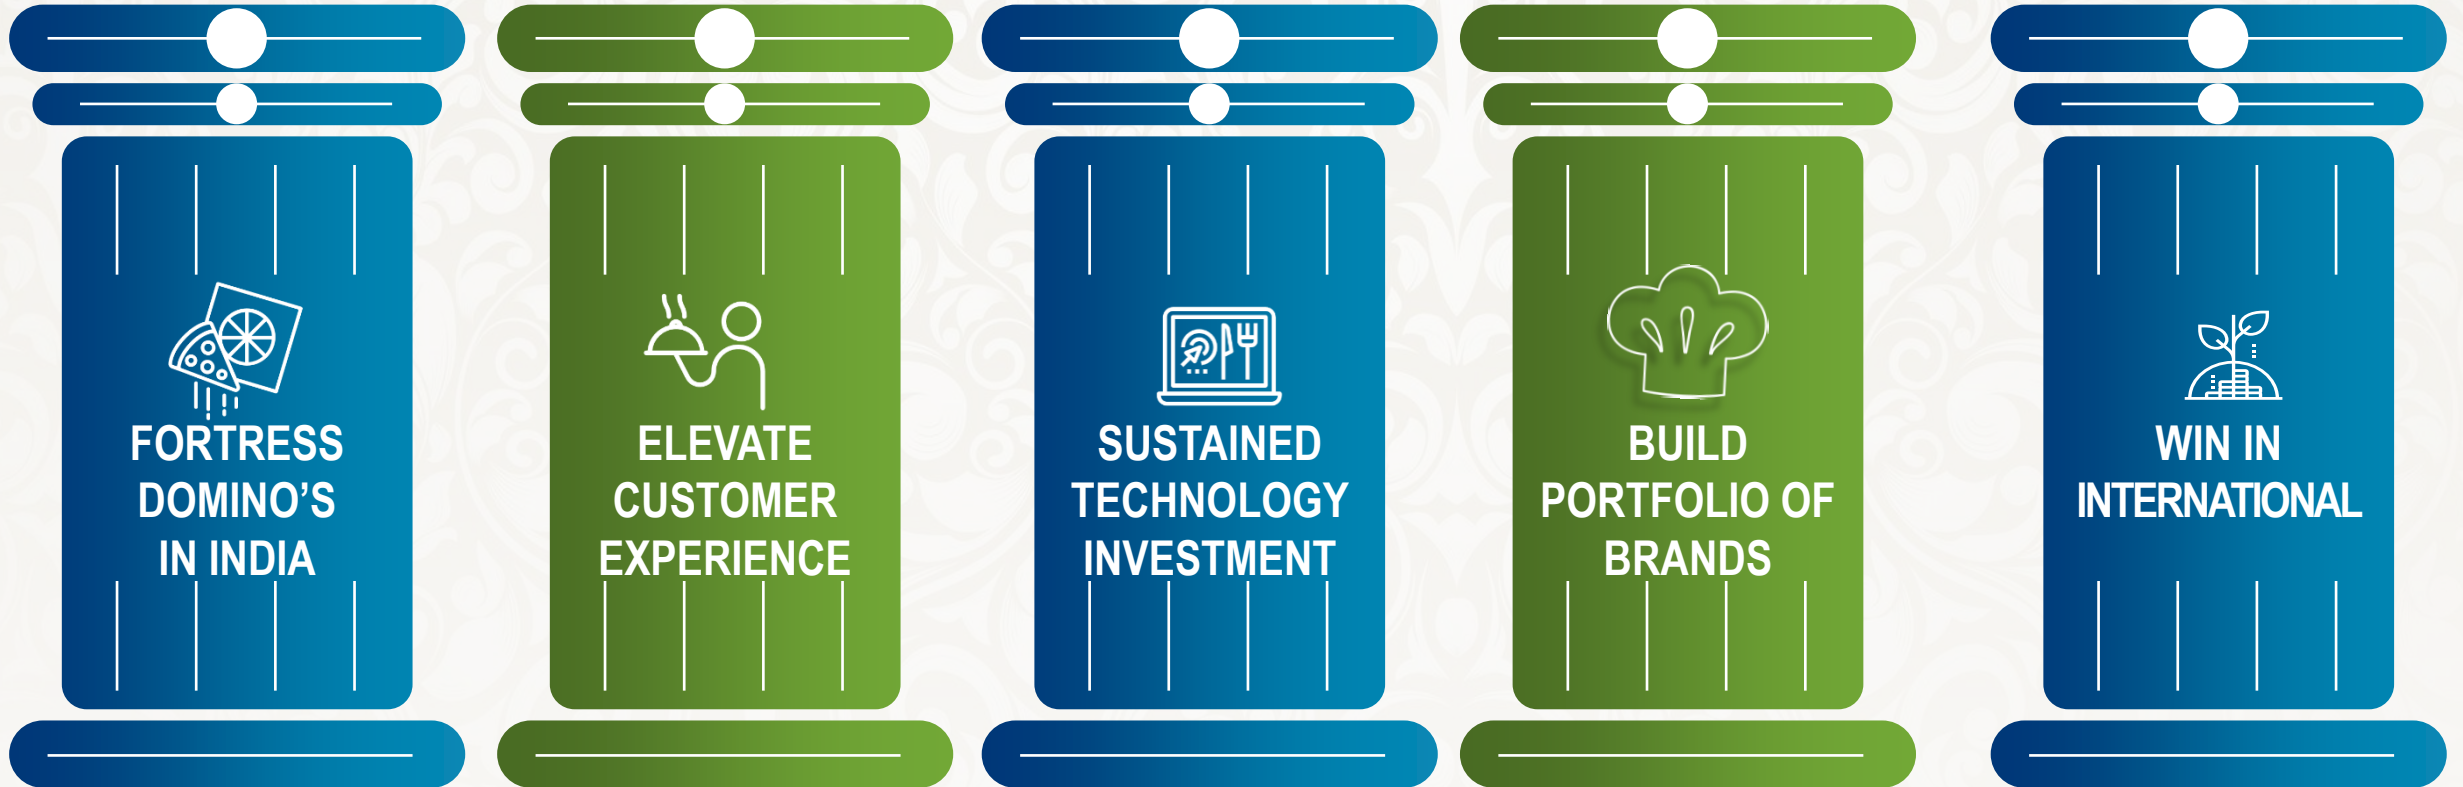 FORTRESS
DOMINO’S
IN INDIA
ELEVATE
CUSTOMER
EXPERIENCE
SUSTAINED
TECHNOLOGY
INVESTMENT
BUILD
PORTFOLIO OF
BRANDS
WIN IN
INTERNATIONAL